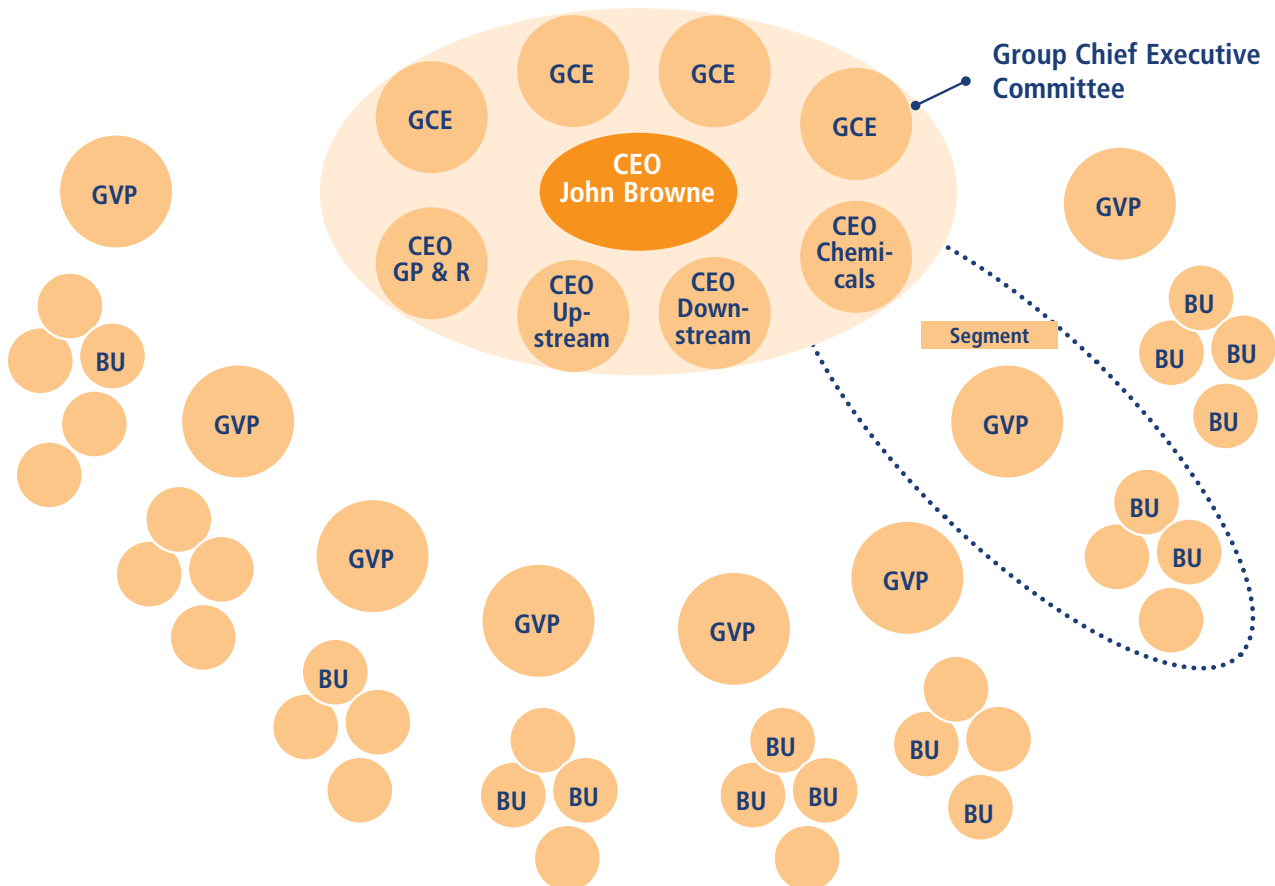 Group Chief Executive
Committee
GCE
GCE
GCE
GCE
CEO
John Browne
CEO
GP & R
CEO
Up-
stream
CEO
Down-
stream
CEO
Chemi-
cals
GVP
GVP
BU
BU
BU
BU
BU
Segment
BU
GVP
GVP
BU
BU
GVP
GVP
GVP
GVP
BU
BU
BU
BU
BU
BU
BU
BU
BU